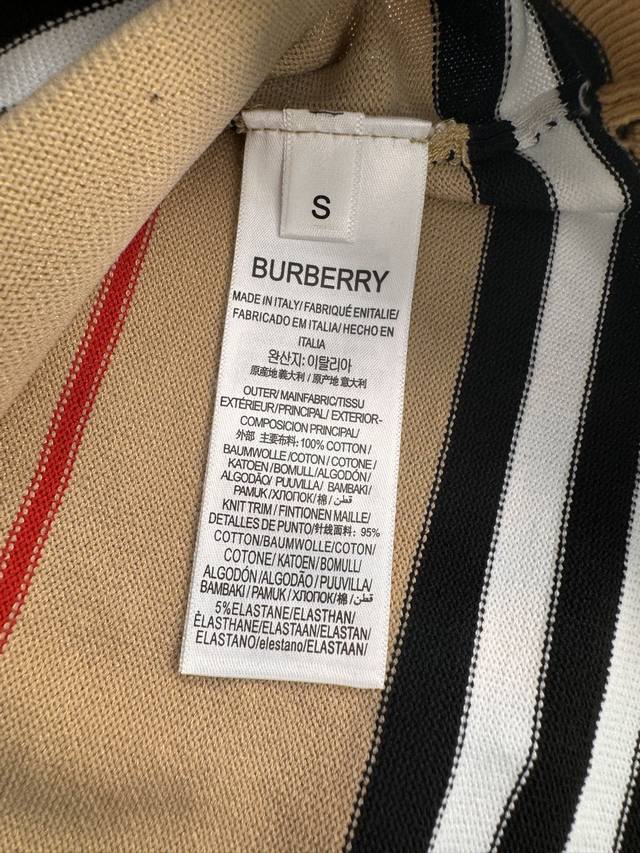 S
BURBERRY
MADE iN ITALY/ FABRIQUÉ ENITALIE/
FABRICADO EM ITALIA/ HECHO EN
ITALIA
완산지: 이탈리아
原産地 義大利 / 原产地 意大利
OUTER/ MAINFABRIC/TISSU
EXTÉRIEUR/PRINCIPAL/ EXTERIOR-
COMPOSICION PRINCIPAL/
外部 主要布料: 100% COTTON /
BAUMWOLLE /COTON / COTONE /
KATOEN / BOMULL/ALGODÓN/
ALGODÃO/ PUUVILLA/ BAMBAKI/
PAMUK /ХЛОПОК/ 棉 / قطن /
KNIT TRIM / FINTIONEN MAILLE/
DETALLES DE PUNTO/针线面料: 95%
COTTON/BAUMWOLLE/COTON/
COTONE / KATOEN / BOMULL/
ALGODÓN /ALGODÃO / PUUVILLA/
BAMBAKI / PAMUK / ХЛОПОК/棉 / قطن/
5%ELASTANE/ELASTHAN/
ÉLASTHANE/ELASTAAN/ELASTAN/
ELASTANO/elestano/ELASTAAN/